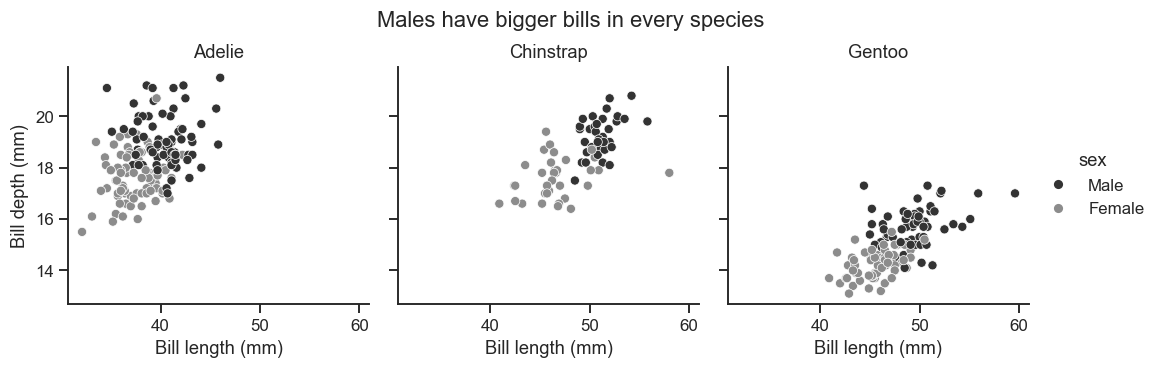 Males have bigger bills in every species
Adelie
Chinstrap
Gentoo
Bill depth (mm)
20
18
16
14
40
50
60
Bill length (mm)
40
50
60
Bill length (mm)
40
50
60
Bill length (mm)
sex
Male
Female